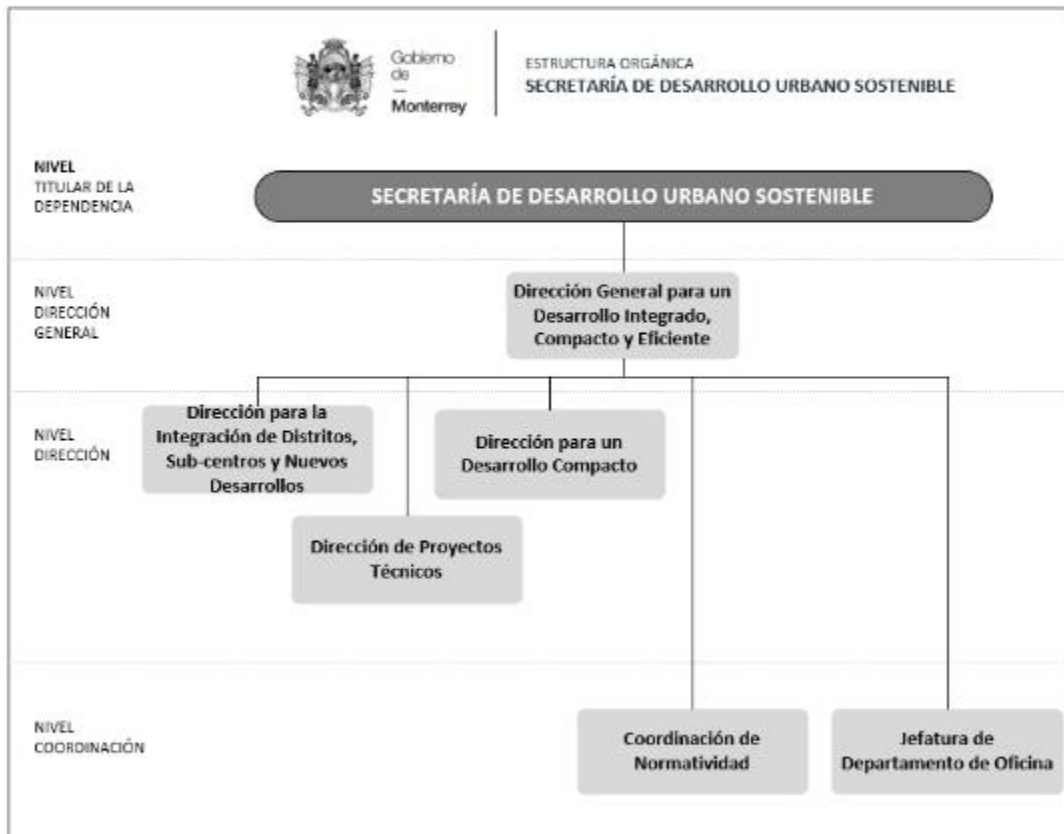 Gobierno
de
—
Monterrey
ESTRUCTURA ORGÁNICA
SECRETARÍA DE DESARROLLO URBANO SOSTENIBLE
NIVEL
TITULAR DE LA
DEPENDENCIA
SECRETARÍA DE DESARROLLO URBANO SOSTENIBLE
NIVEL
DIRECCIÓN
GENERAL
Dirección General para un
Desarrollo Integrado,
Compacto y Eficiente
NIVEL
DIRECCIÓN
Dirección para la
Integración de Distritos,
Sub-centros y Nuevos
Desarrollos
Dirección para un
Desarrollo Compacto
Dirección de Proyectos
Técnicos
NIVEL
COORDINACIÓN
Coordinación de
Normatividad
Jefatura de
Departamento de Oficina